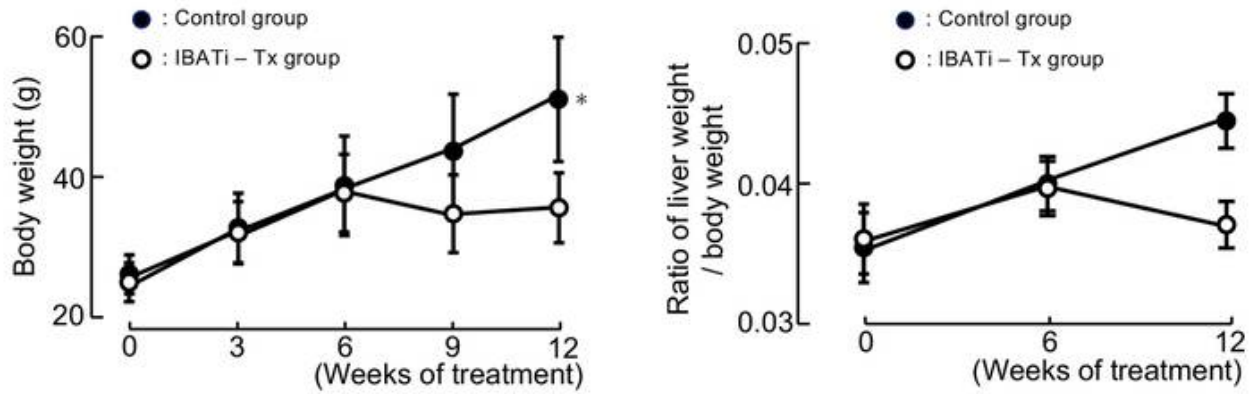 ● : Control group
○ : IBATi – Tx group
Body weight (g)
60
40
20
*
0 3 6 9 12
(Weeks of treatment)
● : Control group
○ : IBATi – Tx group
Ratio of liver weight
/ body weight
0.05
0.04
0.03
0 6 12
(Weeks of treatment)